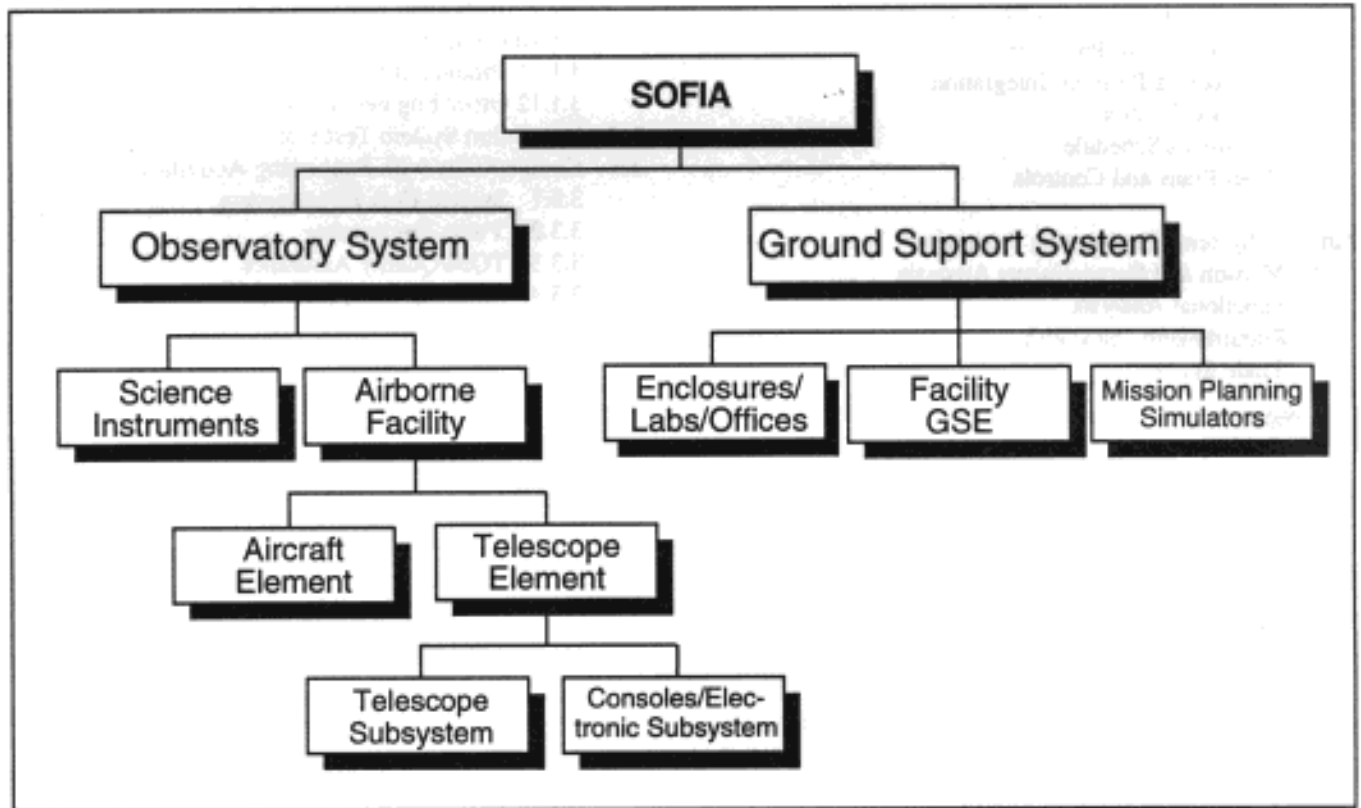 SOFIA
Observatory System
Ground Support System
Science
Instruments
Airborne
Facility
Enclosures/
Labs/Offices
Facility
GSE
Mission Planning
Simulators
Aircraft
Element
Telescope
Element
Telescope
Subsystem
Consoles/Elec-
tronic Subsystem